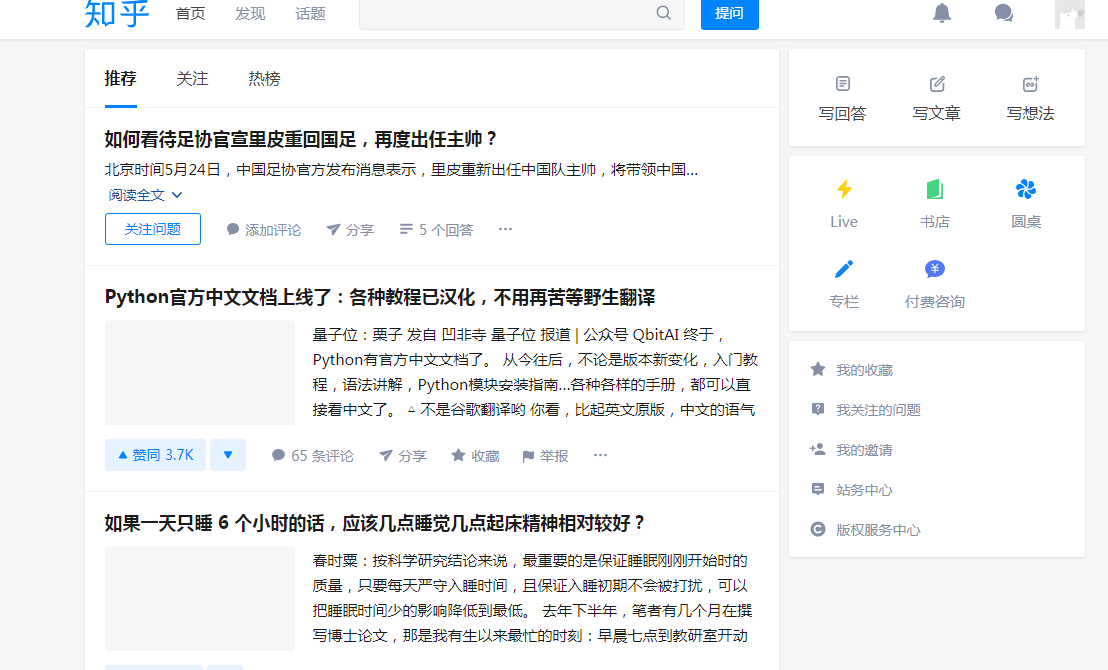 知乎 首页 发现 话题 提问
推荐 关注 热榜
如何看待足协官宣里皮重回国足，再度出任主帅？
北京时间5月24日，中国足协官方发布消息表示，里皮重新出任中国队主帅，将带领中国...
阅读全文
关注问题 添加评论 分享 5 个回答 ...
Python官方中文文档上线了：各种教程已汉化，不用再苦等野生翻译
量子位：栗子 发自 凹非寺 量子位 报道 | 公众号 QbitAI 终于，
Python有官方中文文档了。 从今往后，不论是版本新变化，入门教
程，语法讲解，Python模块安装指南...各种各样的手册，都可以直
接看中文了。 △ 不是谷歌翻译哟 你看，比起英文原版，中文的语气
赞同 3.7K 65 条评论 分享 收藏 举报 ...
如果一天只睡 6 个小时的话，应该几点睡觉几点起床精神相对较好？
春时粟：按科学研究结论来说，最重要的是保证睡眠刚刚开始时的
质量，只要每天严守入睡时间，且保证入睡初期不会被打扰，可以
把睡眠时间少的影响降低到最低。 去年下半年，笔者有几个月在撰
写博士论文，那是我有生以来最忙的时刻：早晨七点到教研室开动
写回答 写文章 写想法
Live 书店 圆桌
专栏 付费咨询
我的收藏
我关注的问题
我的邀请
站务中心
版权服务中心